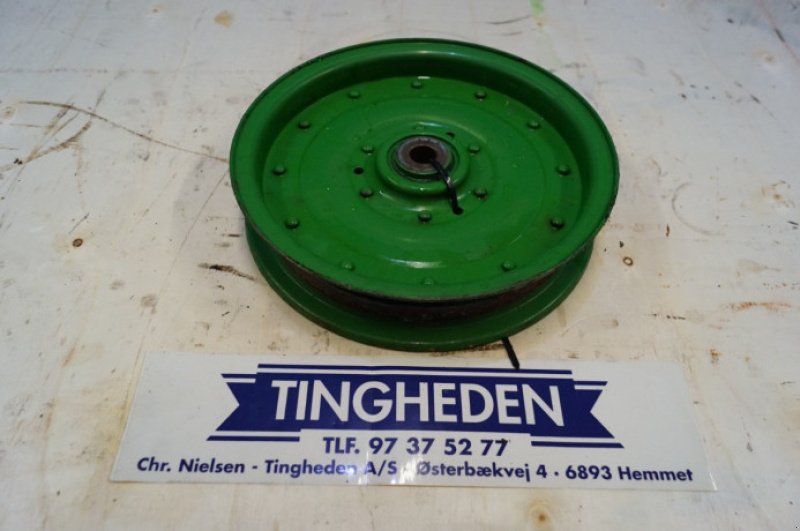 TINGHEDEN
TLF. 97 37 52 77
Chr. Nielsen - Tingheden A/S - Østerbækvej 4 - 6893 Hemmet